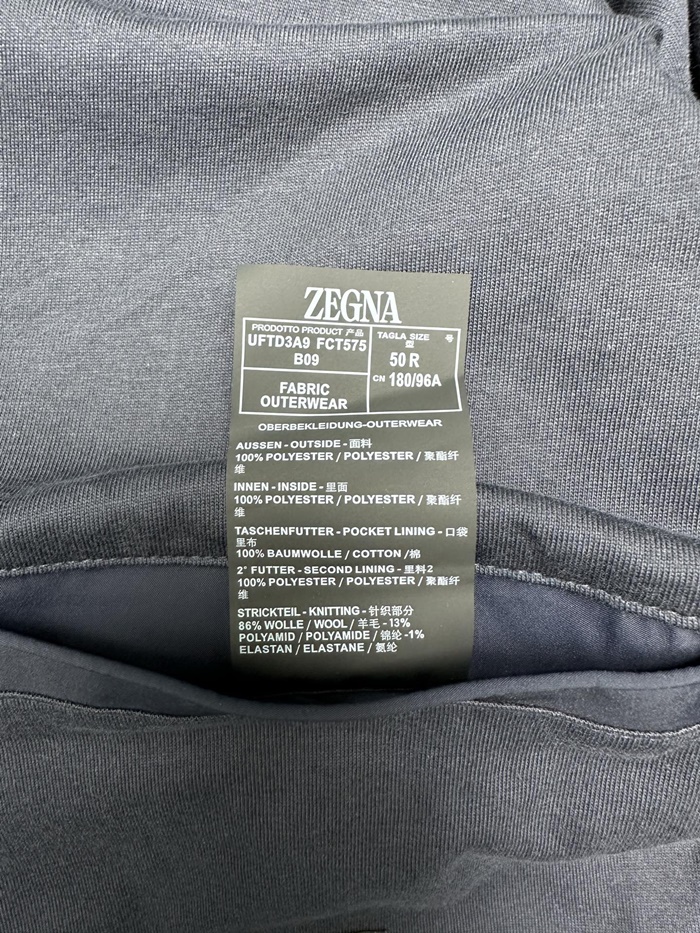 ZEGNA
PRODOTTO PRODUCT 产品
UFTD3A9 FCT575
B09
FABRIC
OUTERWEAR
TAGLA SIZE 号
型
50 R
CN 180/96A
OBERBEKLEIDUNG-OUTERWEAR
AUSSEN - OUTSIDE - 面料
100% POLYESTER / POLYESTER / 聚酯纤
维
INNEN - INSIDE - 里面
100% POLYESTER / POLYESTER / 聚酯纤
维
TASCHENFUTTER - POCKET LINING - 口袋
里布
100% BAUMWOLLE / COTTON /棉
2° FUTTER - SECOND LINING - 里料2
100% POLYESTER / POLYESTER / 聚酯纤
维
STRICKTEIL - KNITTING - 针织部分
86% WOLLE / WOOL / 羊毛 -13%
POLYAMID / POLYAMIDE / 锦纶 -1%
ELASTAN / ELASTANE / 氨纶